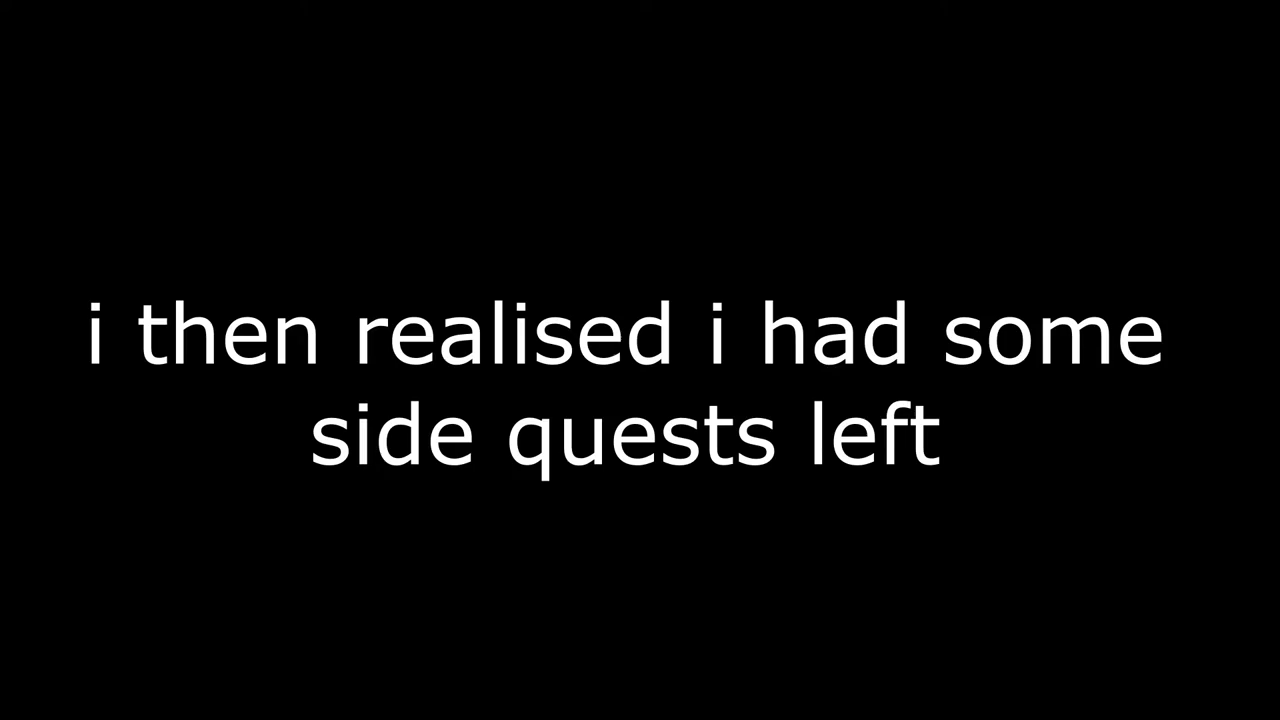 i then realised i had some
side quests left